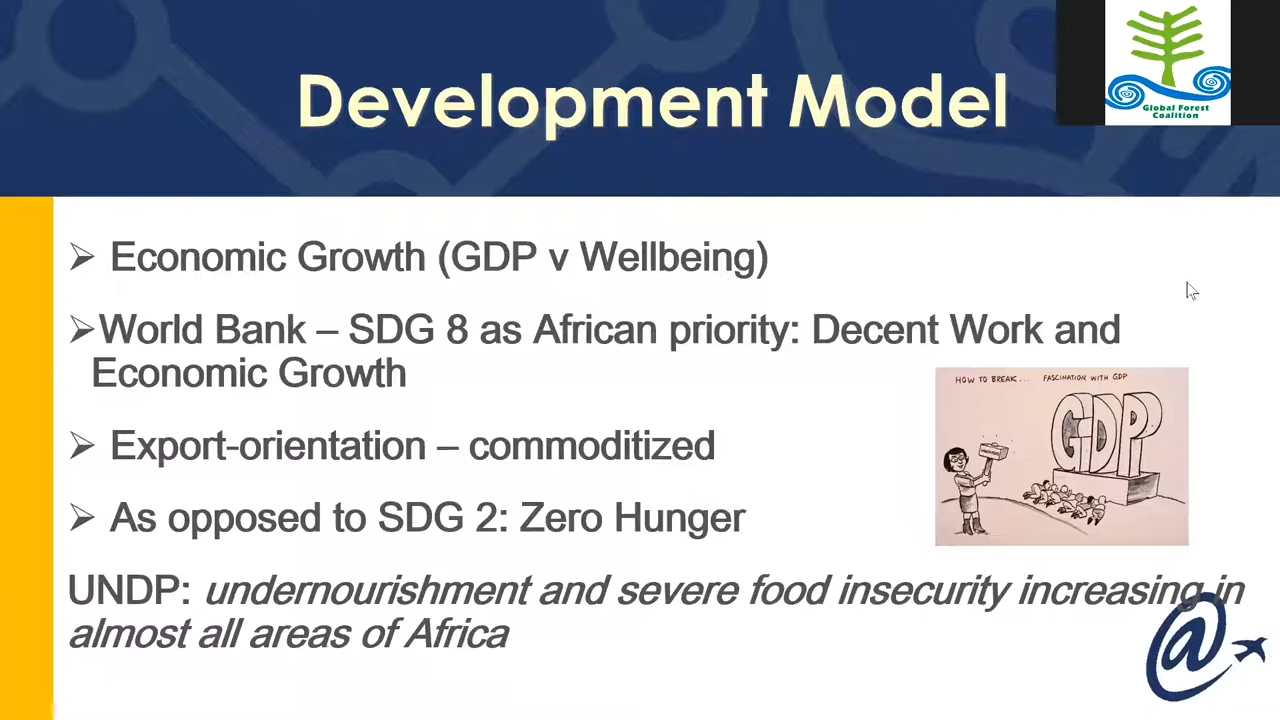 Development Model
Global Forest
Coalition
➢ Economic Growth (GDP v Wellbeing)
➢World Bank – SDG 8 as African priority: Decent Work and
Economic Growth
HOW TO BREAK... FASCINATION WITH GDP
GDP
➢ Export-orientation – commoditized
➢ As opposed to SDG 2: Zero Hunger
UNDP: undernourishment and severe food insecurity increasing in
almost all areas of Africa
@